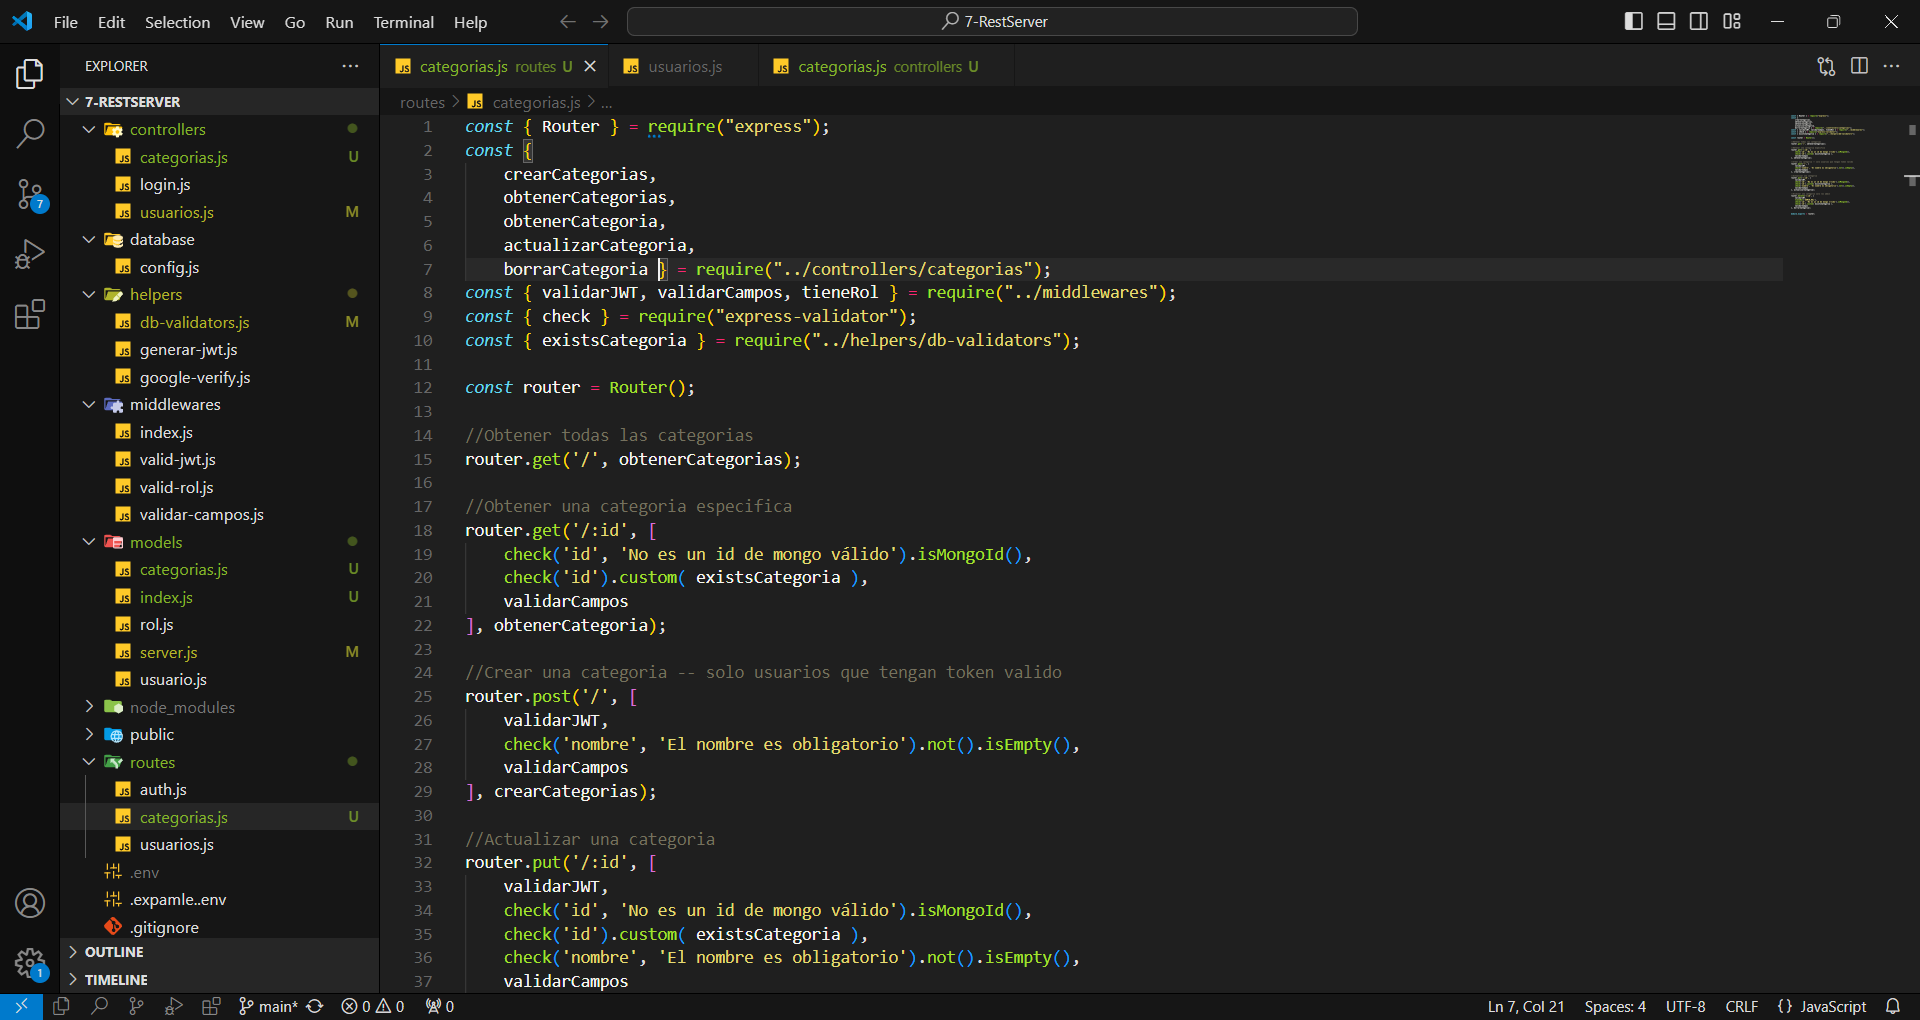 File Edit Selection View Go Run Terminal Help
7-RestServer
EXPLORER
7-RESTSERVER
controllers
categorias.js U
login.js
usuarios.js M
database
config.js
helpers
db-validators.js M
generar-jwt.js
google-verify.js
middlewares
index.js
valid-jwt.js
valid-rol.js
validar-campos.js
models
categorias.js U
index.js U
rol.js
server.js M
usuario.js
node_modules
public
routes
auth.js
categorias.js U
usuarios.js
.env
.expamle..env
.gitignore
OUTLINE
TIMELINE
7
1
categorias.js routes U
usuarios.js
categorias.js controllers U
routes > categorias.js > ...
1 const { Router } = require("express");
2 const {
3 crearCategorias,
4 obtenerCategorias,
5 obtenerCategoria,
6 actualizarCategoria,
7 borrarCategoria } = require("../controllers/categorias");
8 const { validarJWT, validarCampos, tieneRol } = require("../middlewares");
9 const { check } = require("express-validator");
10 const { existsCategoria } = require("../helpers/db-validators");
11
12 const router = Router();
13
14 //Obtener todas las categorias
15 router.get('/', obtenerCategorias);
16
17 //Obtener una categoria especifica
18 router.get('/:id', [
19 check('id', 'No es un id de mongo válido').isMongoId(),
20 check('id').custom( existsCategoria ),
21 validarCampos
22 ], obtenerCategoria);
23
24 //Crear una categoria -- solo usuarios que tengan token valido
25 router.post('/', [
26 validarJWT,
27 check('nombre', 'El nombre es obligatorio').not().isEmpty(),
28 validarCampos
29 ], crearCategorias);
30
31 //Actualizar una categoria
32 router.put('/:id', [
33 validarJWT,
34 check('id', 'No es un id de mongo válido').isMongoId(),
35 check('id').custom( existsCategoria ),
36 check('nombre', 'El nombre es obligatorio').not().isEmpty(),
37 validarCampos
main* 0 0 0
Ln 7, Col 21 Spaces: 4 UTF-8 CRLF {} JavaScript